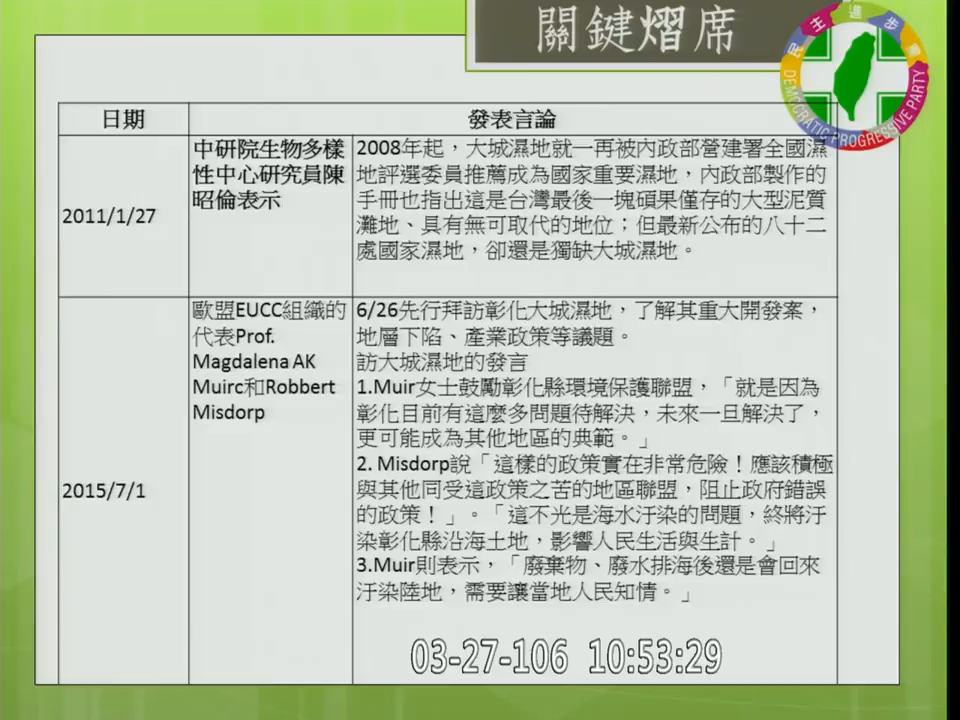 關鍵熠席
民主進步黨
DEMOCRATIC PROGRESSIVE PARTY
日期
發表言論
2011/1/27
中研院生物多樣
性中心研究員陳
昭倫表示
2008年起，大城濕地就一再被內政部營建署全國濕
地評選委員推薦成為國家重要濕地，內政部製作的
手冊也指出這是台灣最後一塊碩果僅存的大型泥質
灘地、具有無可取代的地位；但最新公布的八十二
處國家濕地，卻還是獨缺大城濕地。
2015/7/1
歐盟EUCC組織的
代表Prof.
Magdalena AK
Muirc和Robbert
Misdorp
6/26先行拜訪彰化大城濕地，了解其重大開發案，
地層下陷、產業政策等議題。
訪大城濕地的發言
1.Muir女士鼓勵彰化縣環境保護聯盟，「就是因為
彰化目前有這麼多問題待解決，未來一旦解決了，
更可能成為其他地區的典範。」
2. Misdorp說「這樣的政策實在非常危險！應該積極
與其他同受這政策之苦的地區聯盟，阻止政府錯誤
的政策！」。「這不光是海水汙染的問題，終將汙
染彰化縣沿海土地，影響人民生活與生計。」
3.Muir則表示，「廢棄物、廢水排海後還是會回來
汙染陸地，需要讓當地人民知情。」
03-27-106 10:53:29